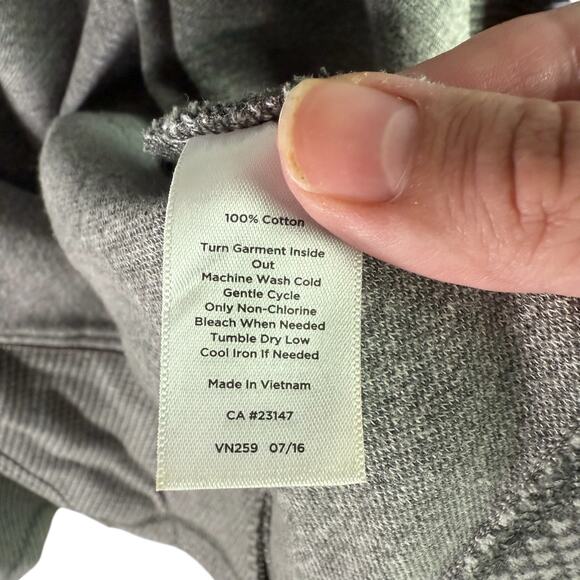 100% Cotton
Turn Garment Inside
Out
Machine Wash Cold
Gentle Cycle
Only Non-Chlorine
Bleach When Needed
Tumble Dry Low
Cool Iron If Needed
Made In Vietnam
CA #23147
VN259 07/16